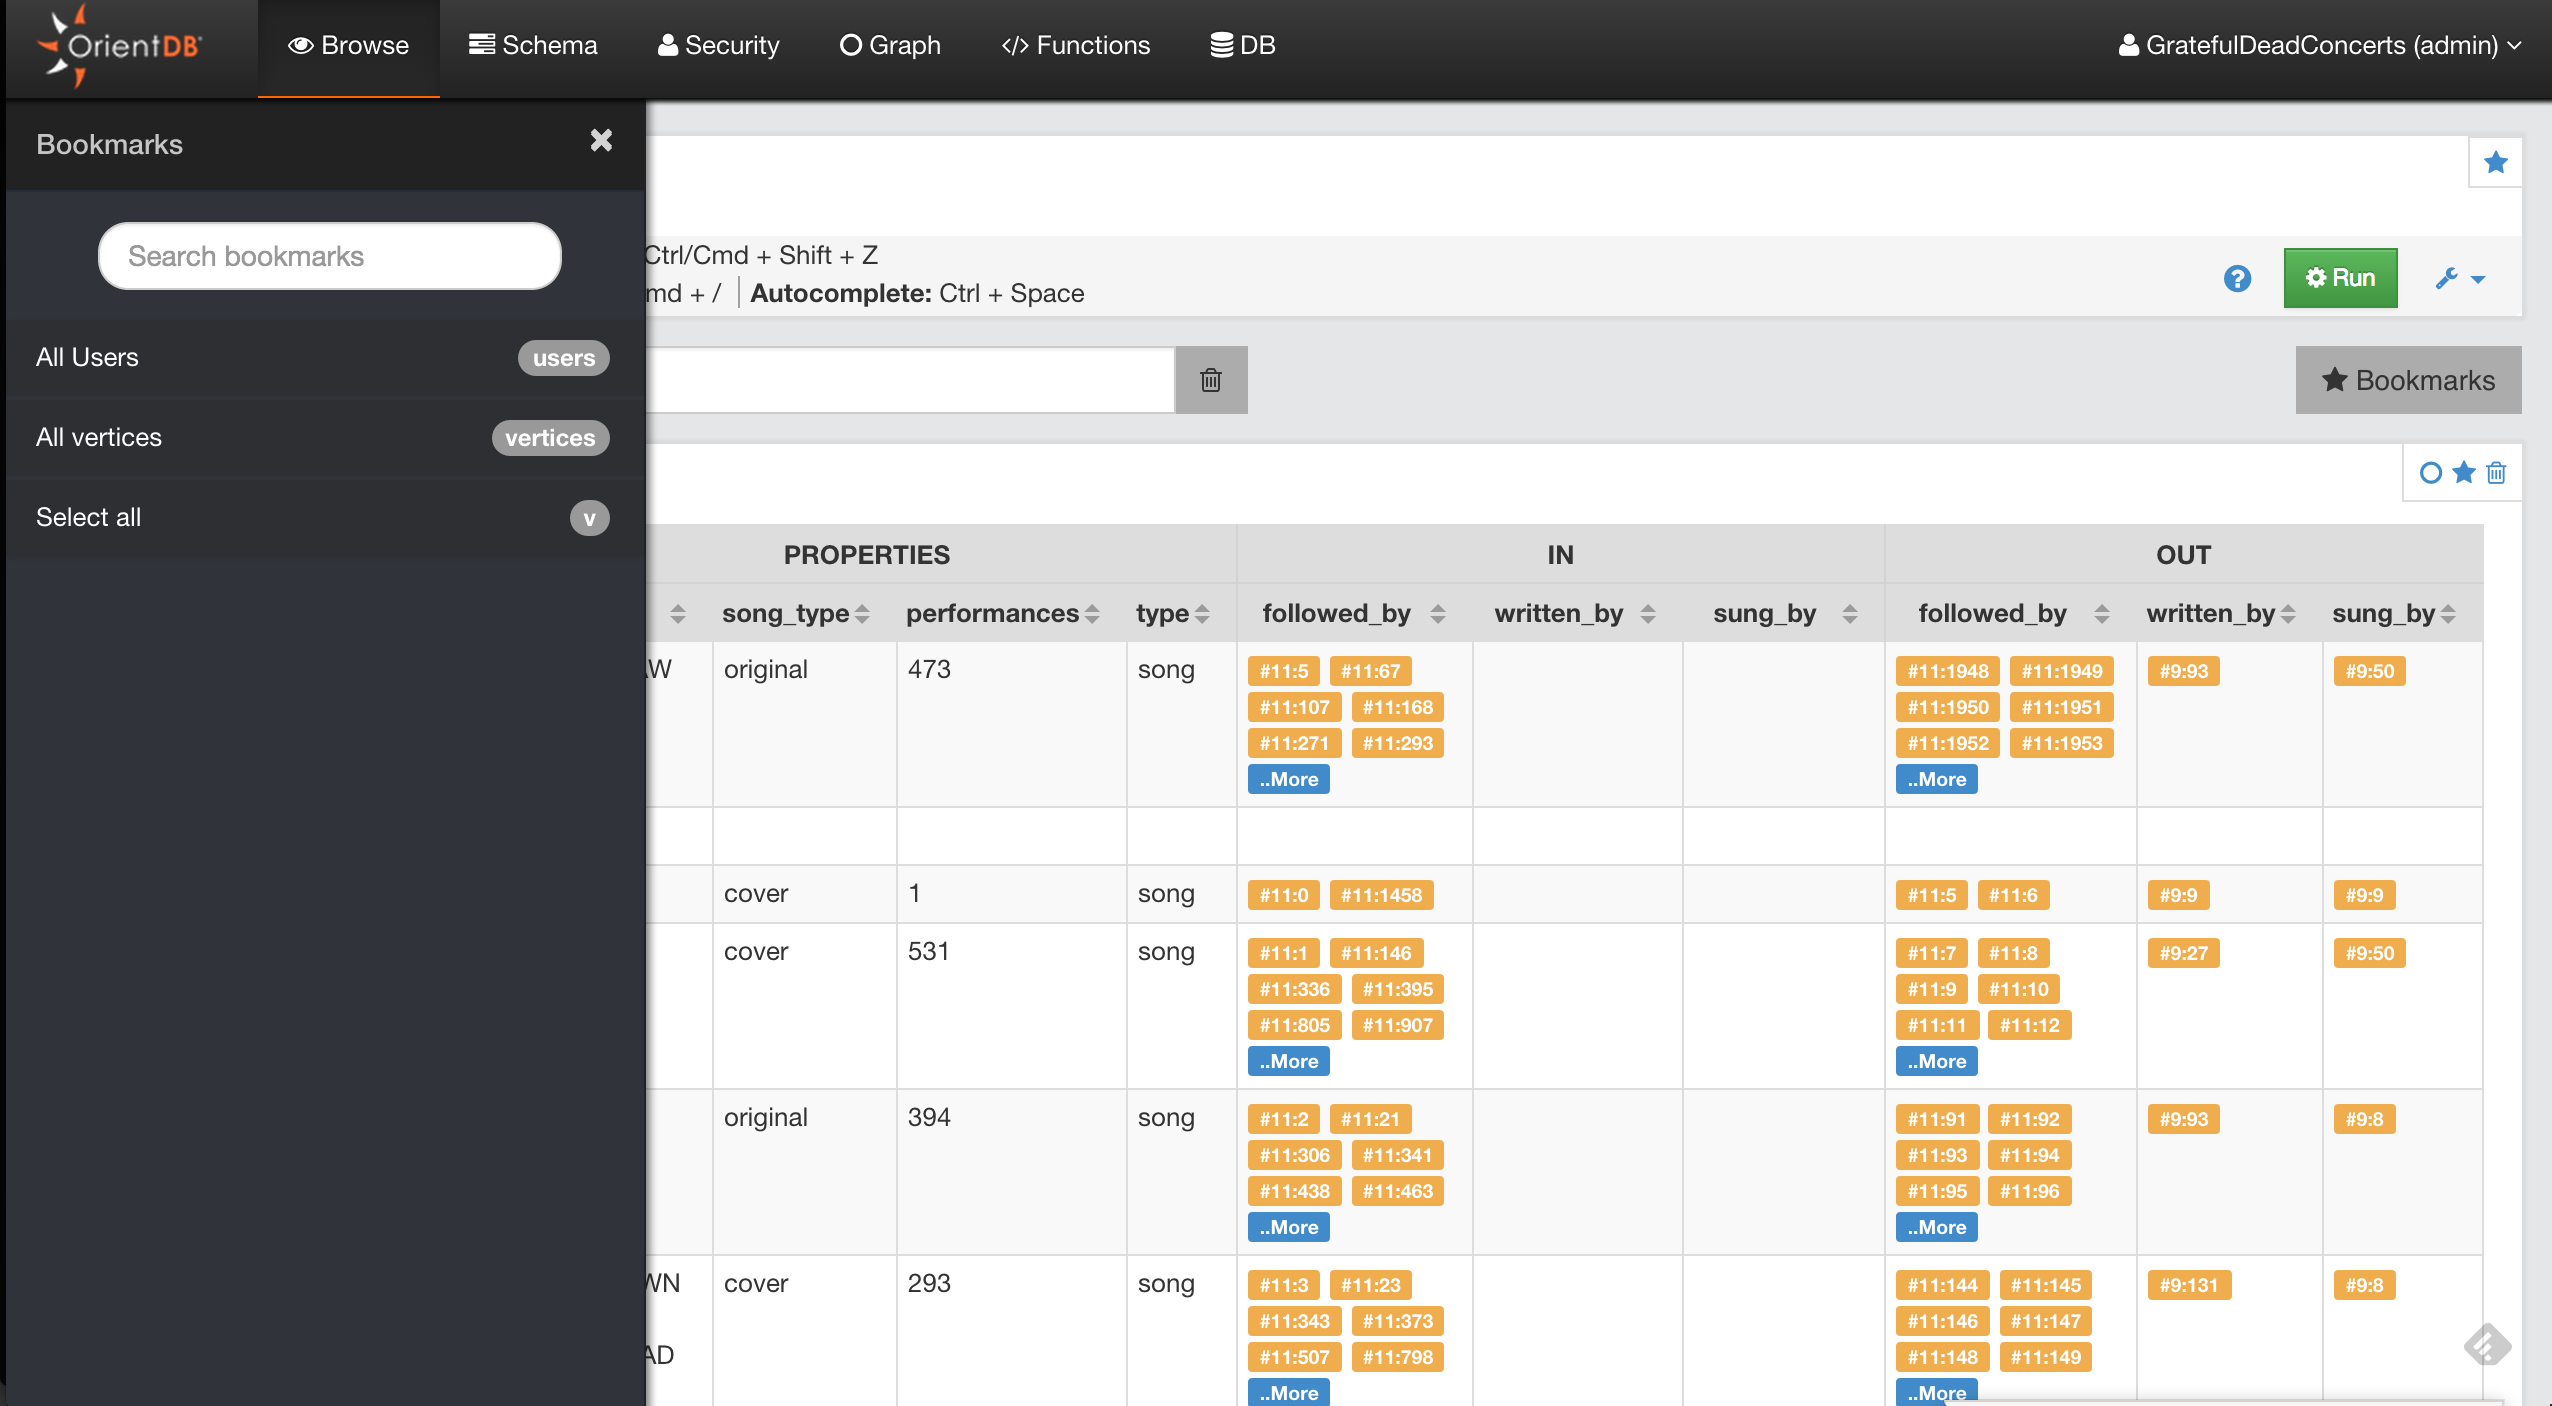 OrientDB Browse Schema Security Graph </> Functions DB GratefulDeadConcerts (admin)
Bookmarks
Search bookmarks
All Users users
All vertices vertices
Select all v
Ctrl/Cmd + Shift + Z
+ / Autocomplete: Ctrl + Space
Run
Bookmarks
PROPERTIES IN OUT
song_type performances type followed_by written_by sung_by followed_by written_by sung_by
original 473 song #11:5 #11:67 #11:1948 #11:1949 #9:93 #9:50
#11:107 #11:168 #11:1950 #11:1951
#11:271 #11:293 #11:1952 #11:1953
..More ..More
cover 1 song #11:0 #11:1458 #11:5 #11:6 #9:9 #9:9
cover 531 song #11:1 #11:146 #11:7 #11:8 #9:27 #9:50
#11:336 #11:395 #11:9 #11:10
#11:805 #11:907 #11:11 #11:12
..More ..More
original 394 song #11:2 #11:21 #11:91 #11:92 #9:93 #9:8
#11:306 #11:341 #11:93 #11:94
#11:438 #11:463 #11:95 #11:96
..More ..More
cover 293 song #11:3 #11:23 #11:144 #11:145 #9:131 #9:8
#11:343 #11:373 #11:146 #11:147
#11:507 #11:798 #11:148 #11:149
..More ..More